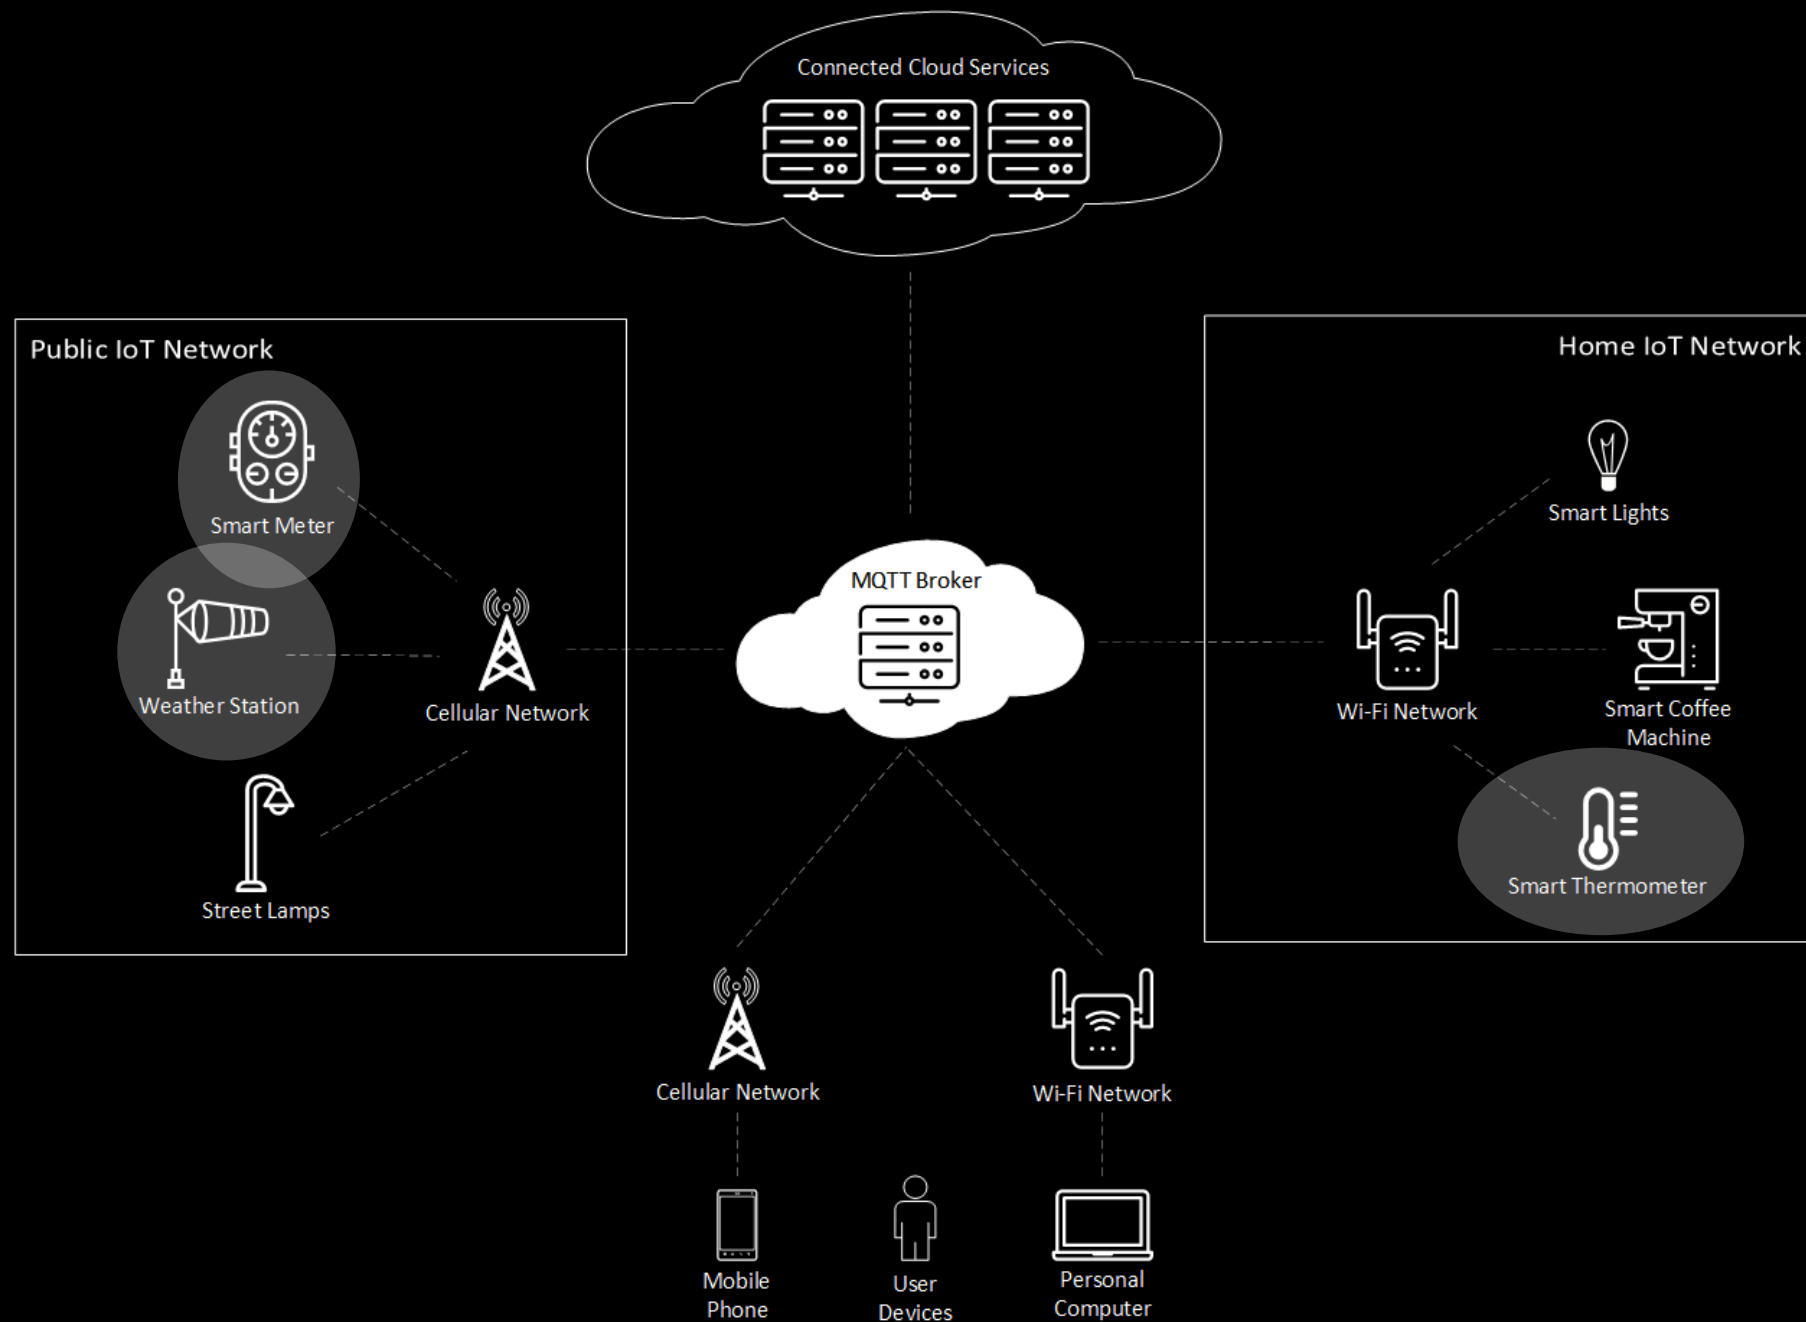 Connected Cloud Services
Public IoT Network
Home IoT Network
Smart Meter
Smart Lights
MQTT Broker
Weather Station
Cellular Network
Wi-Fi Network
Smart Coffee
Machine
Street Lamps
Smart Thermometer
Cellular Network
Wi-Fi Network
Mobile
Phone
User
Devices
Personal
Computer